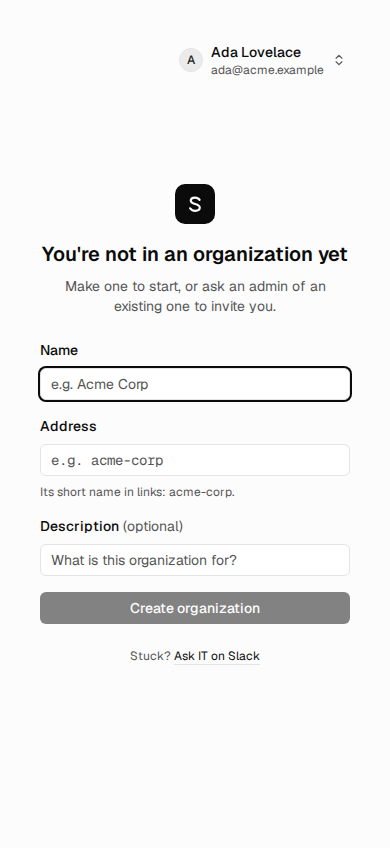 A
Ada Lovelace
ada@acme.example
S
You're not in an organization yet
Make one to start, or ask an admin of an
existing one to invite you.
Name
e.g. Acme Corp
Address
e.g. acme-corp
Its short name in links: acme-corp.
Description (optional)
What is this organization for?
Create organization
Stuck? Ask IT on Slack